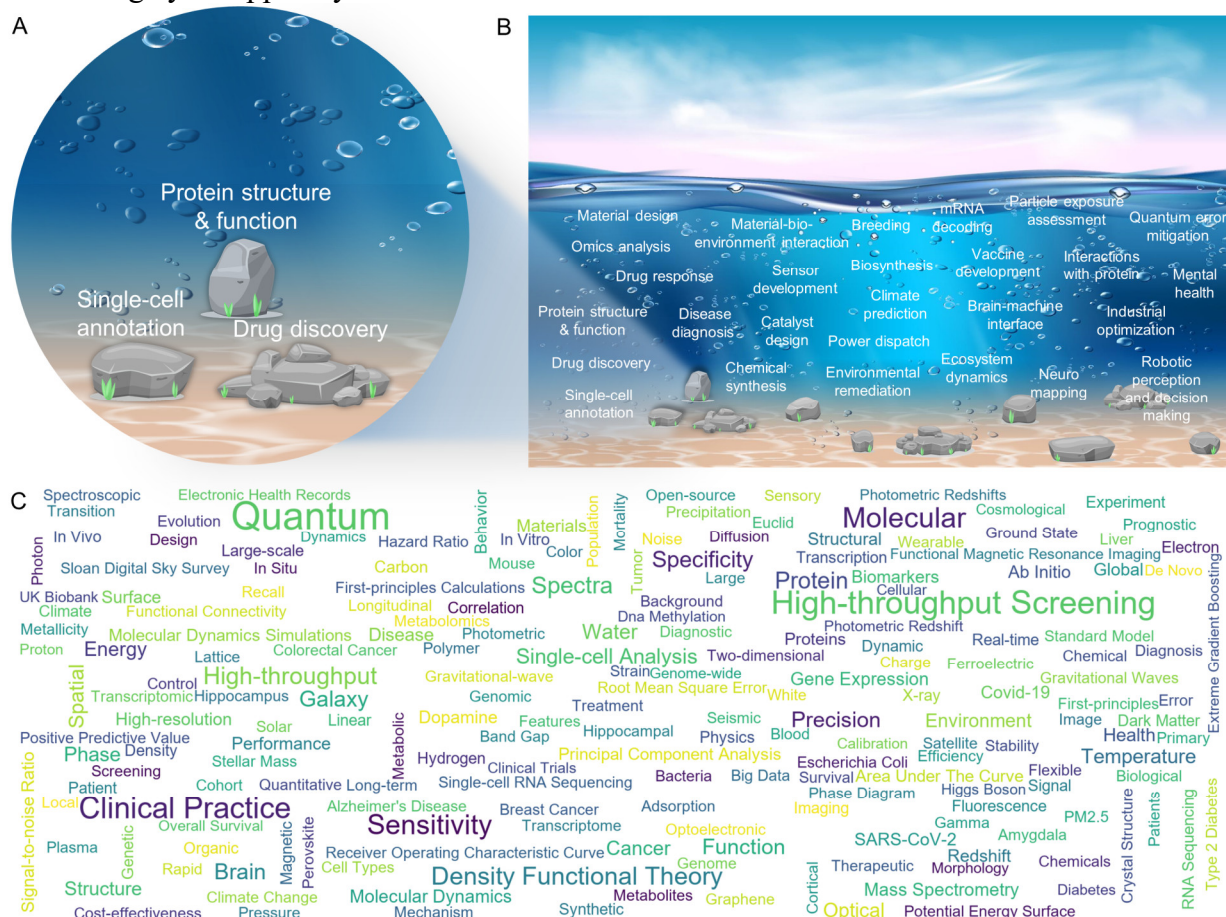 A
Protein structure
& function
Single-cell
annotation
Drug discovery
B
Material design
Omics analysis
Drug response
Protein structure
& function
Drug discovery
Single-cell
annotation
Material-bio-
environment interaction
Disease
diagnosis
Chemical
synthesis
Sensor
development
Catalyst
design
Breeding
Biosynthesis
Climate
prediction
Power dispatch
Environmental
remediation
mRNA
decoding
Vaccine
development
Brain-machine
interface
Ecosystem
dynamics
Particle exposure
assessment
Interactions
with protein
Neuro
mapping
Quantum error
mitigation
Mental
health
Industrial
optimization
Robotic
perception
and decision
making
C
Spectroscopic
Electronic Health Records
Quantum
Behavior
Population
Mortality
Open-source
Sensory
Photometric Redshifts
Cosmological
Experiment
Transition
Evolution
Dynamics
Materials
Precipitation
Euclid
Molecular
Prognostic
In Vivo
Design
Hazard Ratio
In Vitro
Color
Noise
Diffusion
Structural
Wearable
Ground State
Liver
Electron
Photon
Large-scale
Mouse
Tumor
Specificity
Transcription
Functional Magnetic Resonance Imaging
Sloan Digital Sky Survey
In Situ
Carbon
Large
Protein
Biomarkers
Ab Initio
Global
De Novo
UK Biobank
Surface
Recall
First-principles Calculations
Spectra
Cellular
Extreme Gradient Boosting
Climate
Functional Connectivity
Longitudinal
Correlation
Background
High-throughput Screening
Metallicity
Metabolomics
Dna Methylation
Molecular Dynamics Simulations
Disease
Photometric
Water
Diagnostic
Photometric Redshift
Proton
Energy
Colorectal Cancer
Polymer
Proteins
Dynamic
Real-time
Standard Model
Lattice
Single-cell Analysis
Two-dimensional
Chemical
Diagnosis
Spatial
Control
High-throughput
Gravitational-wave
Strain
Genome-wide
Gene Expression
Charge
Ferroelectric
Gravitational Waves
Transcriptomic
Hippocampus
Galaxy
Genomic
Root Mean Square Error
White
X-ray
Covid-19
First-principles
Error
High-resolution
Solar
Linear
Metabolic
Dopamine
Features
Treatment
Seismic
Blood
Precision
Environment
Image
Dark Matter
Positive Predictive Value
Performance
Band Gap
Hippocampal
Physics
Calibration
Satellite
Stability
Health
Primary
Phase
Density
Stellar Mass
Hydrogen
Principal Component Analysis
Efficiency
Temperature
Screening
Clinical Trials
Escherichia Coli
Signal-to-noise Ratio
Patient
Cohort
Quantitative
Long-term
Single-cell RNA Sequencing
Bacteria
Big Data
Survival
Area Under The Curve
Flexible
Biological
Local
Clinical Practice
Phase Diagram
Higgs Boson
Signal
Alzheimer's Disease
Breast Cancer
Adsorption
Imaging
Fluorescence
Crystal Structure
Patients
RNA Sequencing
Type 2 Diabetes
Overall Survival
Sensitivity
Transcriptome
Optoelectronic
Gamma
PM2.5
Plasma
Genetic
Organic
Magnetic
Perovskite
Receiver Operating Characteristic Curve
Cancer
Function
SARS-CoV-2
Amygdala
Rapid
Brain
Cell Types
Genome
Cortical
Therapeutic
Redshift
Morphology
Chemicals
Structure
Climate Change
Molecular Dynamics
Density Functional Theory
Metabolites
Graphene
Mass Spectrometry
Diabetes
Cost-effectiveness
Pressure
Mechanism
Synthetic
Optical
Potential Energy Surface